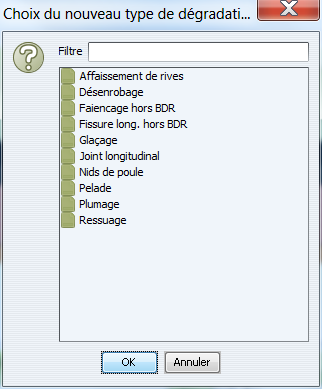 Choix du nouveau type de dégradati...
Filtre
Affaissement de rives
Désenrobage
Faiencage hors BDR
Fissure long. hors BDR
Glaçage
Joint longitudinal
Nids de poule
Pelade
Plumage
Ressuage
OK
Annuler